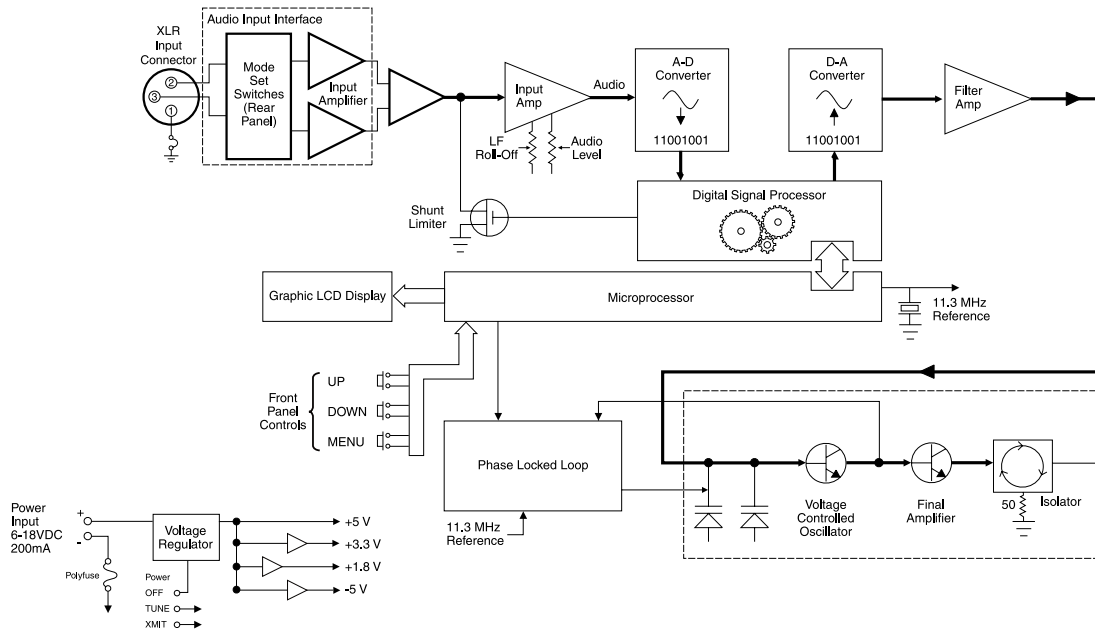 Audio Input Interface
XLR
Input
Connector
2
3
1
Mode
Set
Switches
(Rear
Panel)
Input
Amplifier
Input
Amp
LF
Roll-Off
Audio
Level
Audio
A-D
Converter
11001001
D-A
Converter
11001001
Filter
Amp
Digital Signal Processor
Shunt
Limiter
Graphic LCD Display
Microprocessor
11.3 MHz
Reference
Front
Panel
Controls
UP
DOWN
MENU
Phase Locked Loop
11.3 MHz
Reference
Voltage
Controlled
Oscillator
Final
Amplifier
50
Isolator
Power
Input
6-18VDC
200mA
+
-
Polyfuse
Voltage
Regulator
Power
OFF
TUNE
XMIT
+5 V
+3.3 V
+1.8 V
-5 V